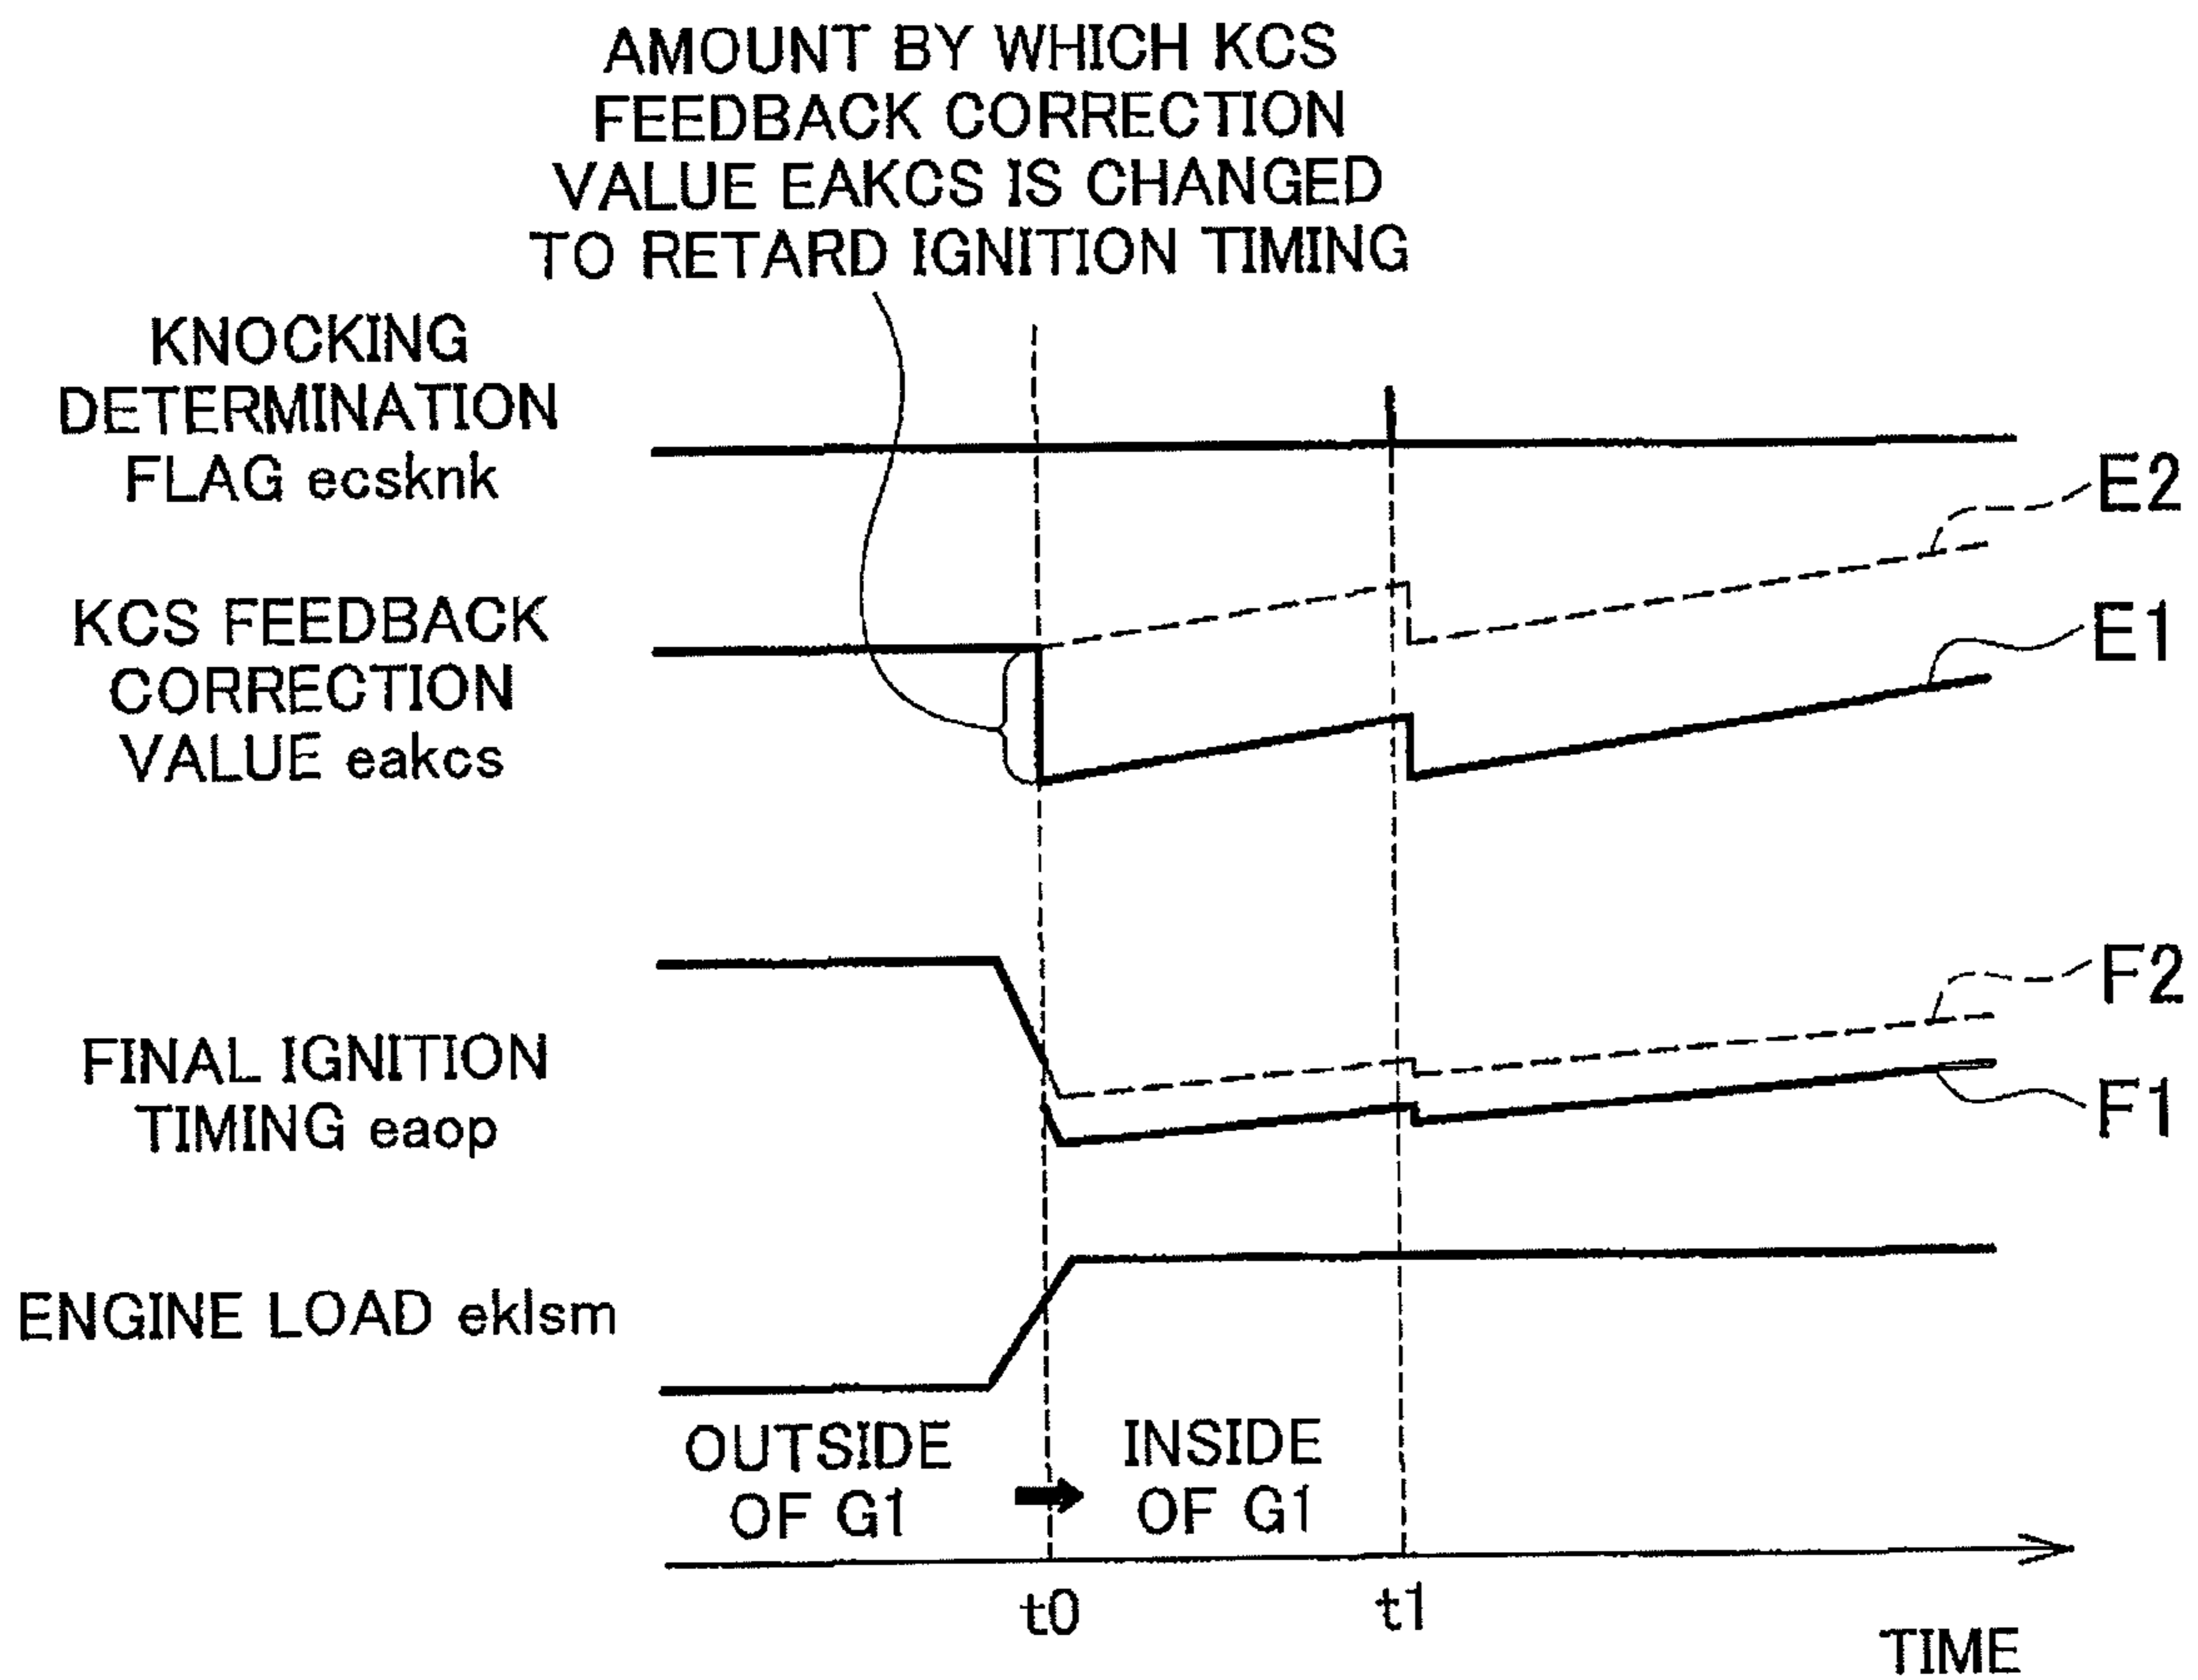 AMOUNT BY WHICH KCS
FEEDBACK CORRECTION
VALUE EAKCS IS CHANGED
TO RETARD IGNITION TIMING
KNOCKING
DETERMINATION
FLAG ecsknk
E2
KCS FEEDBACK
CORRECTION
VALUE eakcs
E1
F2
FINAL IGNITION
TIMING eaop
F1
ENGINE LOAD eklsm
OUTSIDE
OF G1
INSIDE
OF G1
t0
t1
TIME